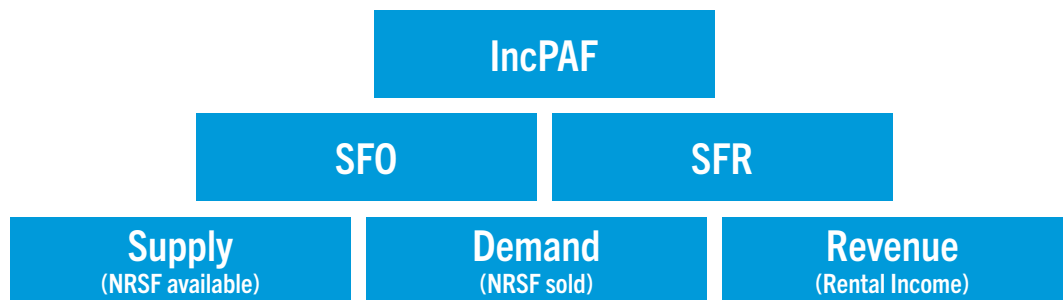 IncPAF
SFO SFR
Supply Demand Revenue
(NRSF available) (NRSF sold) (Rental Income)